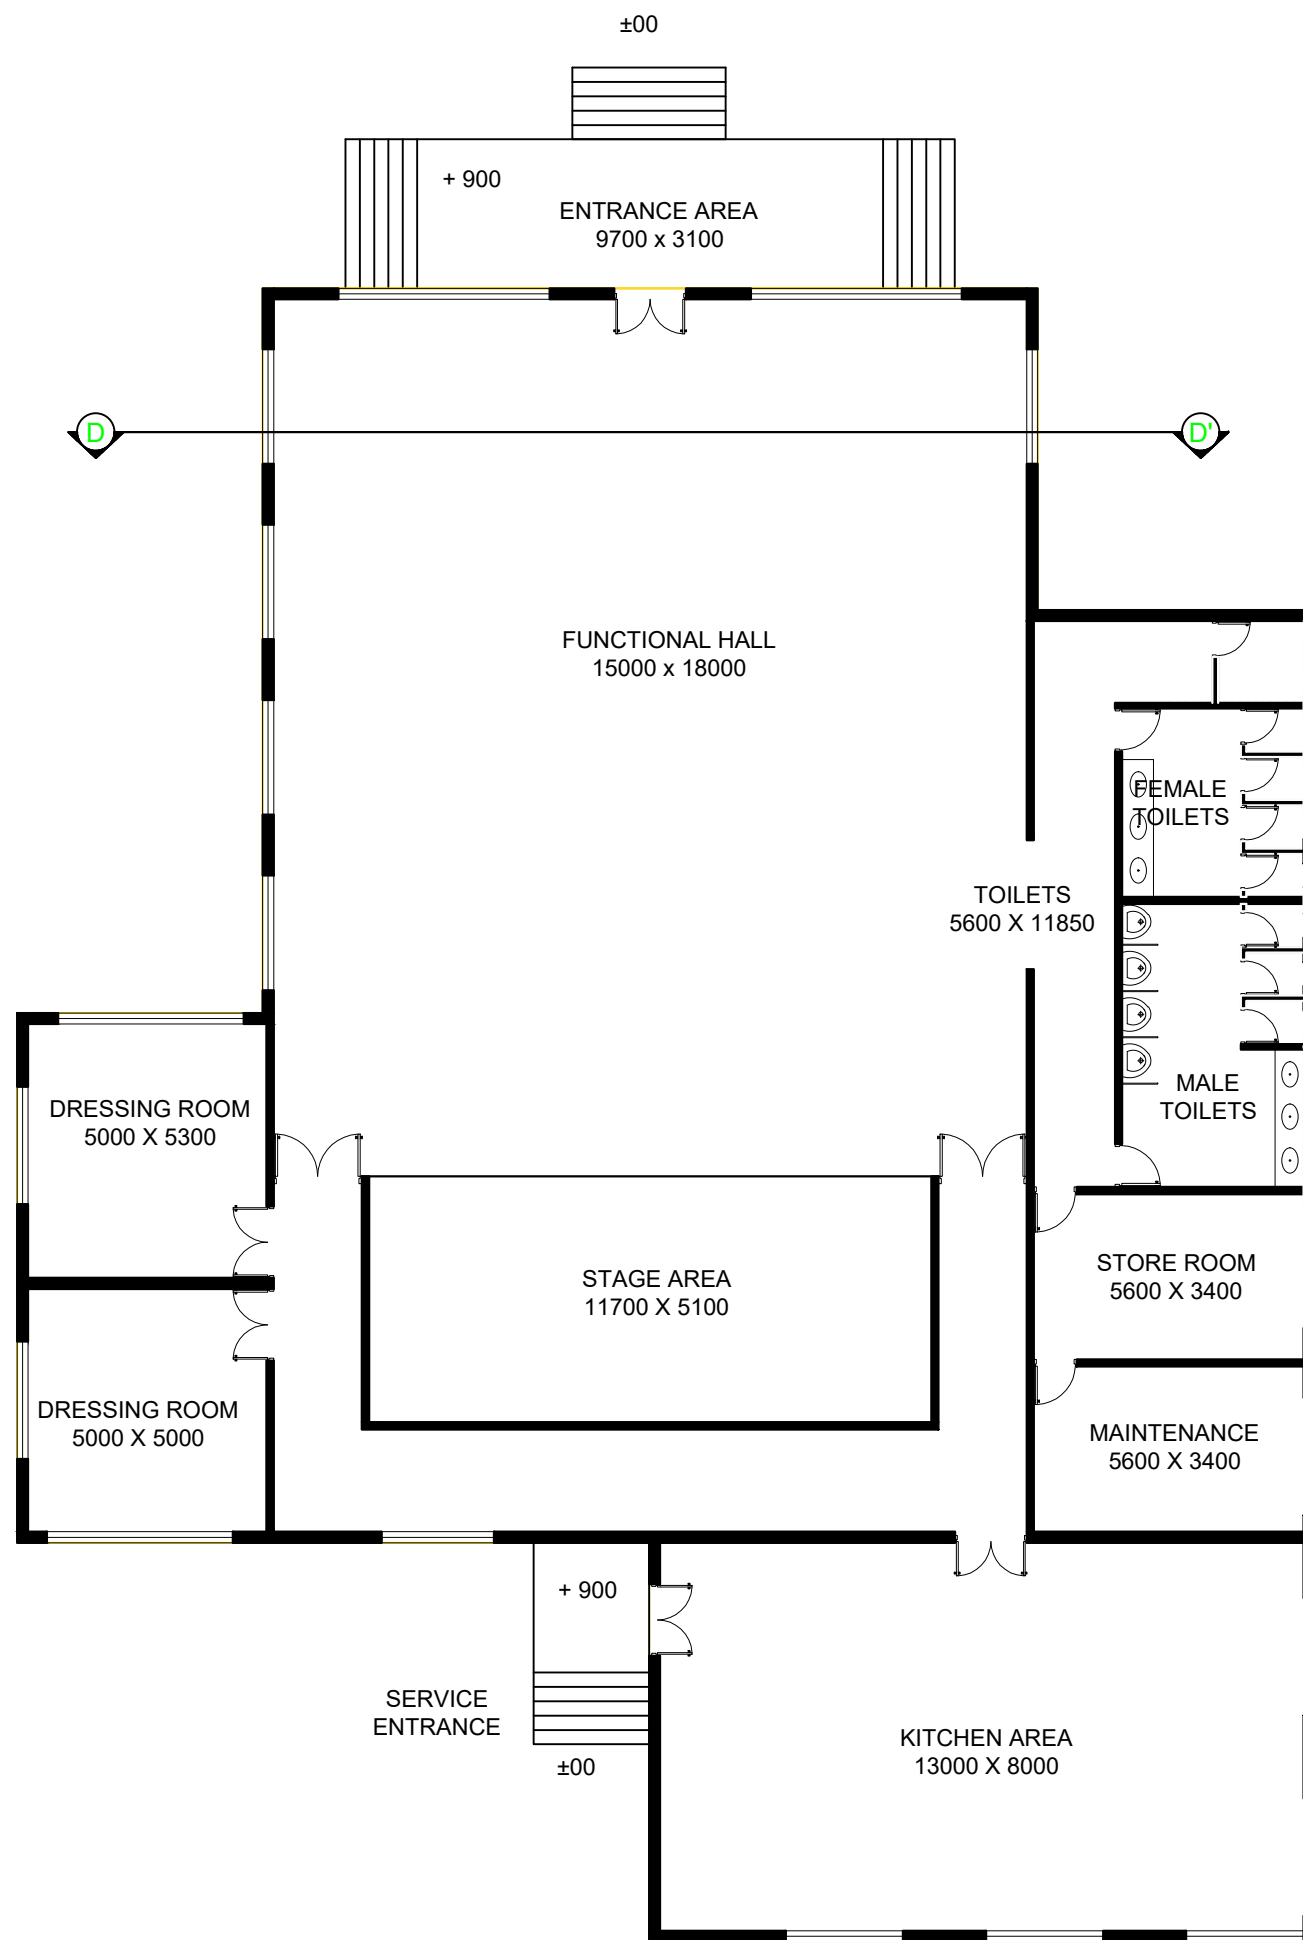 ±00
+ 900
ENTRANCE AREA
9700 x 3100
D
D'
FUNCTIONAL HALL
15000 x 18000
FEMALE
TOILETS
TOILETS
5600 X 11850
MALE
TOILETS
DRESSING ROOM
5000 X 5300
STORE ROOM
5600 X 3400
STAGE AREA
11700 X 5100
DRESSING ROOM
5000 X 5000
MAINTENANCE
5600 X 3400
+ 900
SERVICE
ENTRANCE
±00
KITCHEN AREA
13000 X 8000